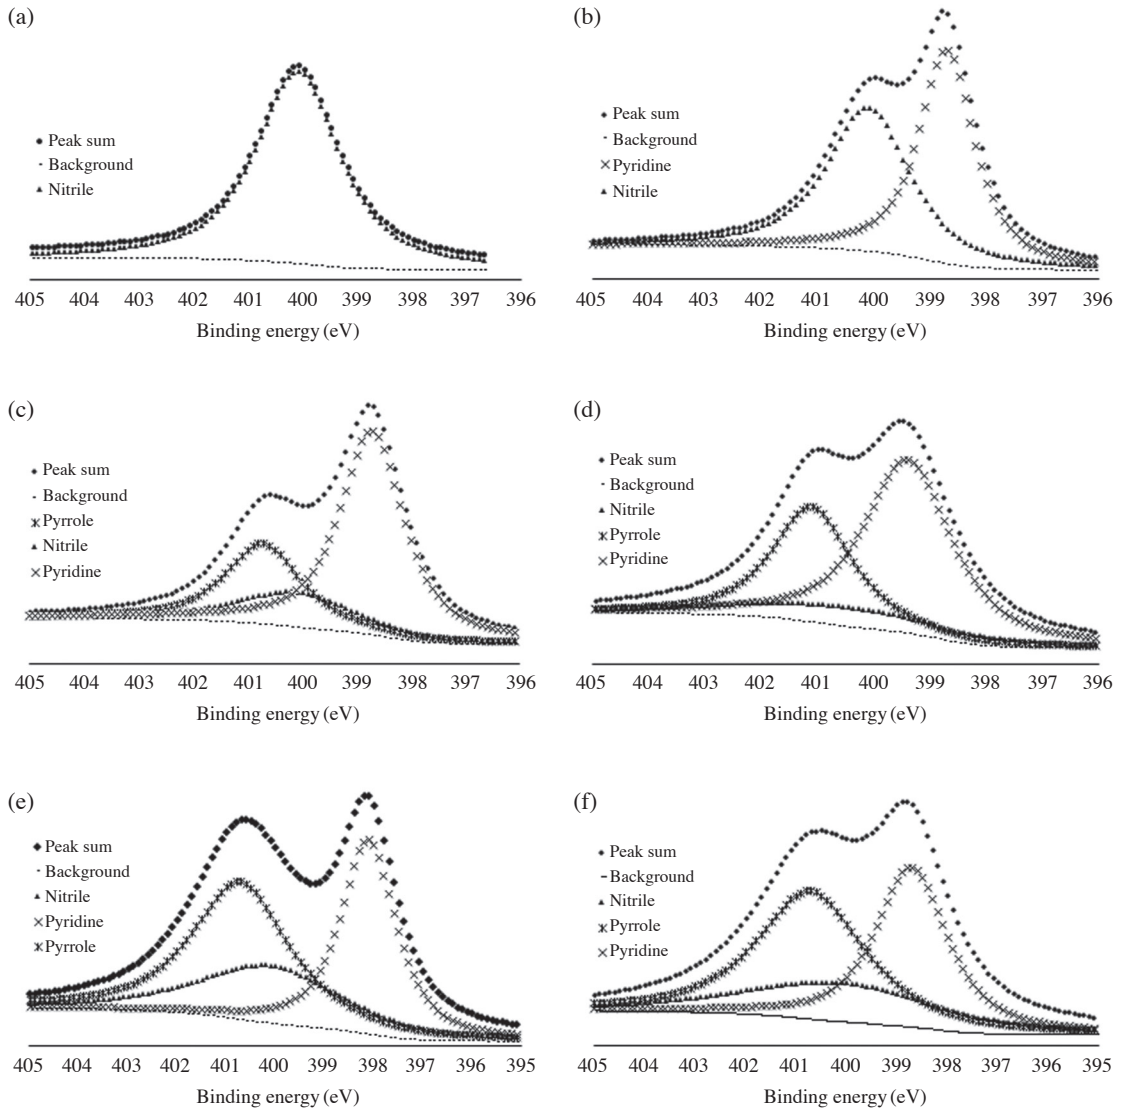 (a)
Peak sum
Background
Nitrile
405 404 403 402 401 400 399 398 397 396
Binding energy (eV)
(b)
Peak sum
Background
Pyridine
Nitrile
405 404 403 402 401 400 399 398 397 396
Binding energy (eV)
(c)
Peak sum
Background
Pyrrole
Nitrile
Pyridine
405 404 403 402 401 400 399 398 397 396
Binding energy (eV)
(d)
Peak sum
Background
Nitrile
Pyrrole
Pyridine
405 404 403 402 401 400 399 398 397 396
Binding energy (eV)
(e)
Peak sum
Background
Nitrile
Pyridine
Pyrrole
405 404 403 402 401 400 399 398 397 396 395
Binding energy (eV)
(f)
Peak sum
Background
Nitrile
Pyrrole
Pyridine
405 404 403 402 401 400 399 398 397 396 395
Binding energy (eV)